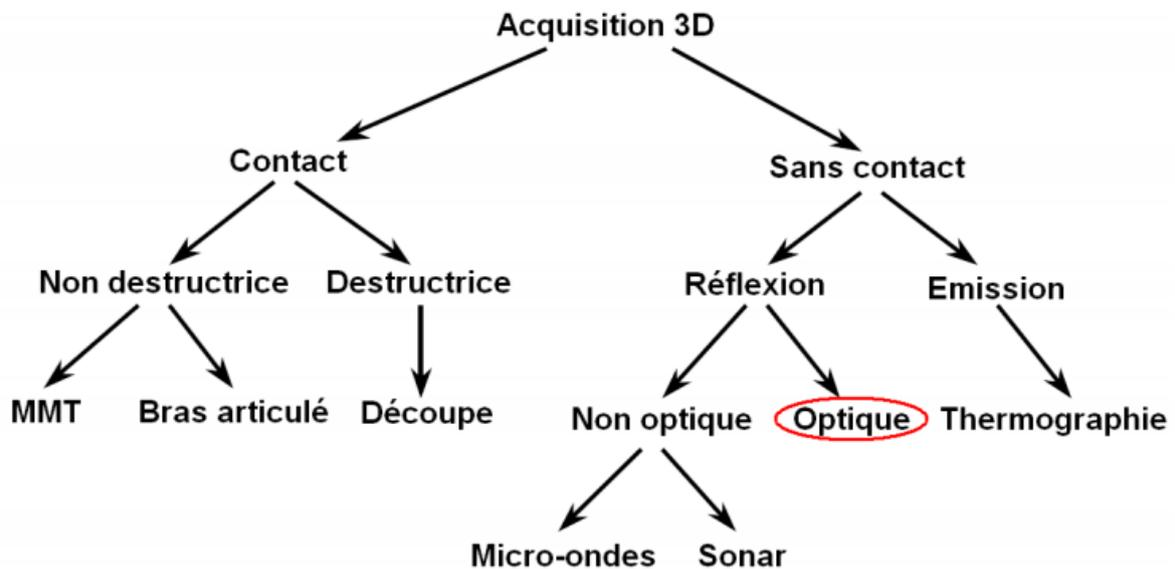 Acquisition 3D
Contact
Sans contact
Non destructrice
Destructrice
Réflexion
Emission
MMT
Bras articulé
Découpe
Non optique
Optique
Thermographie
Micro-ondes
Sonar